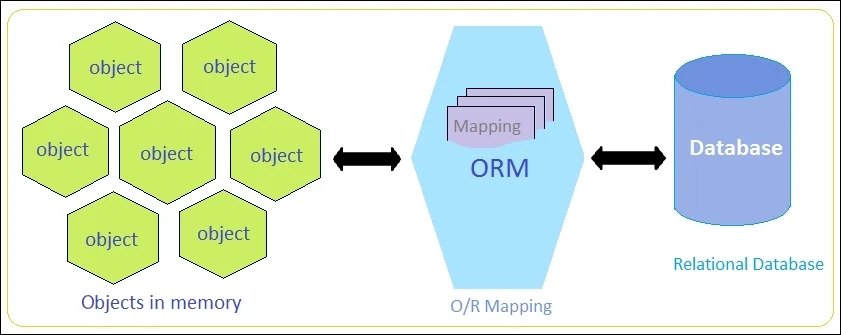 object
object
object
object
object
object
object
Objects in memory
Mapping
ORM
O/R Mapping
Database
Relational Database